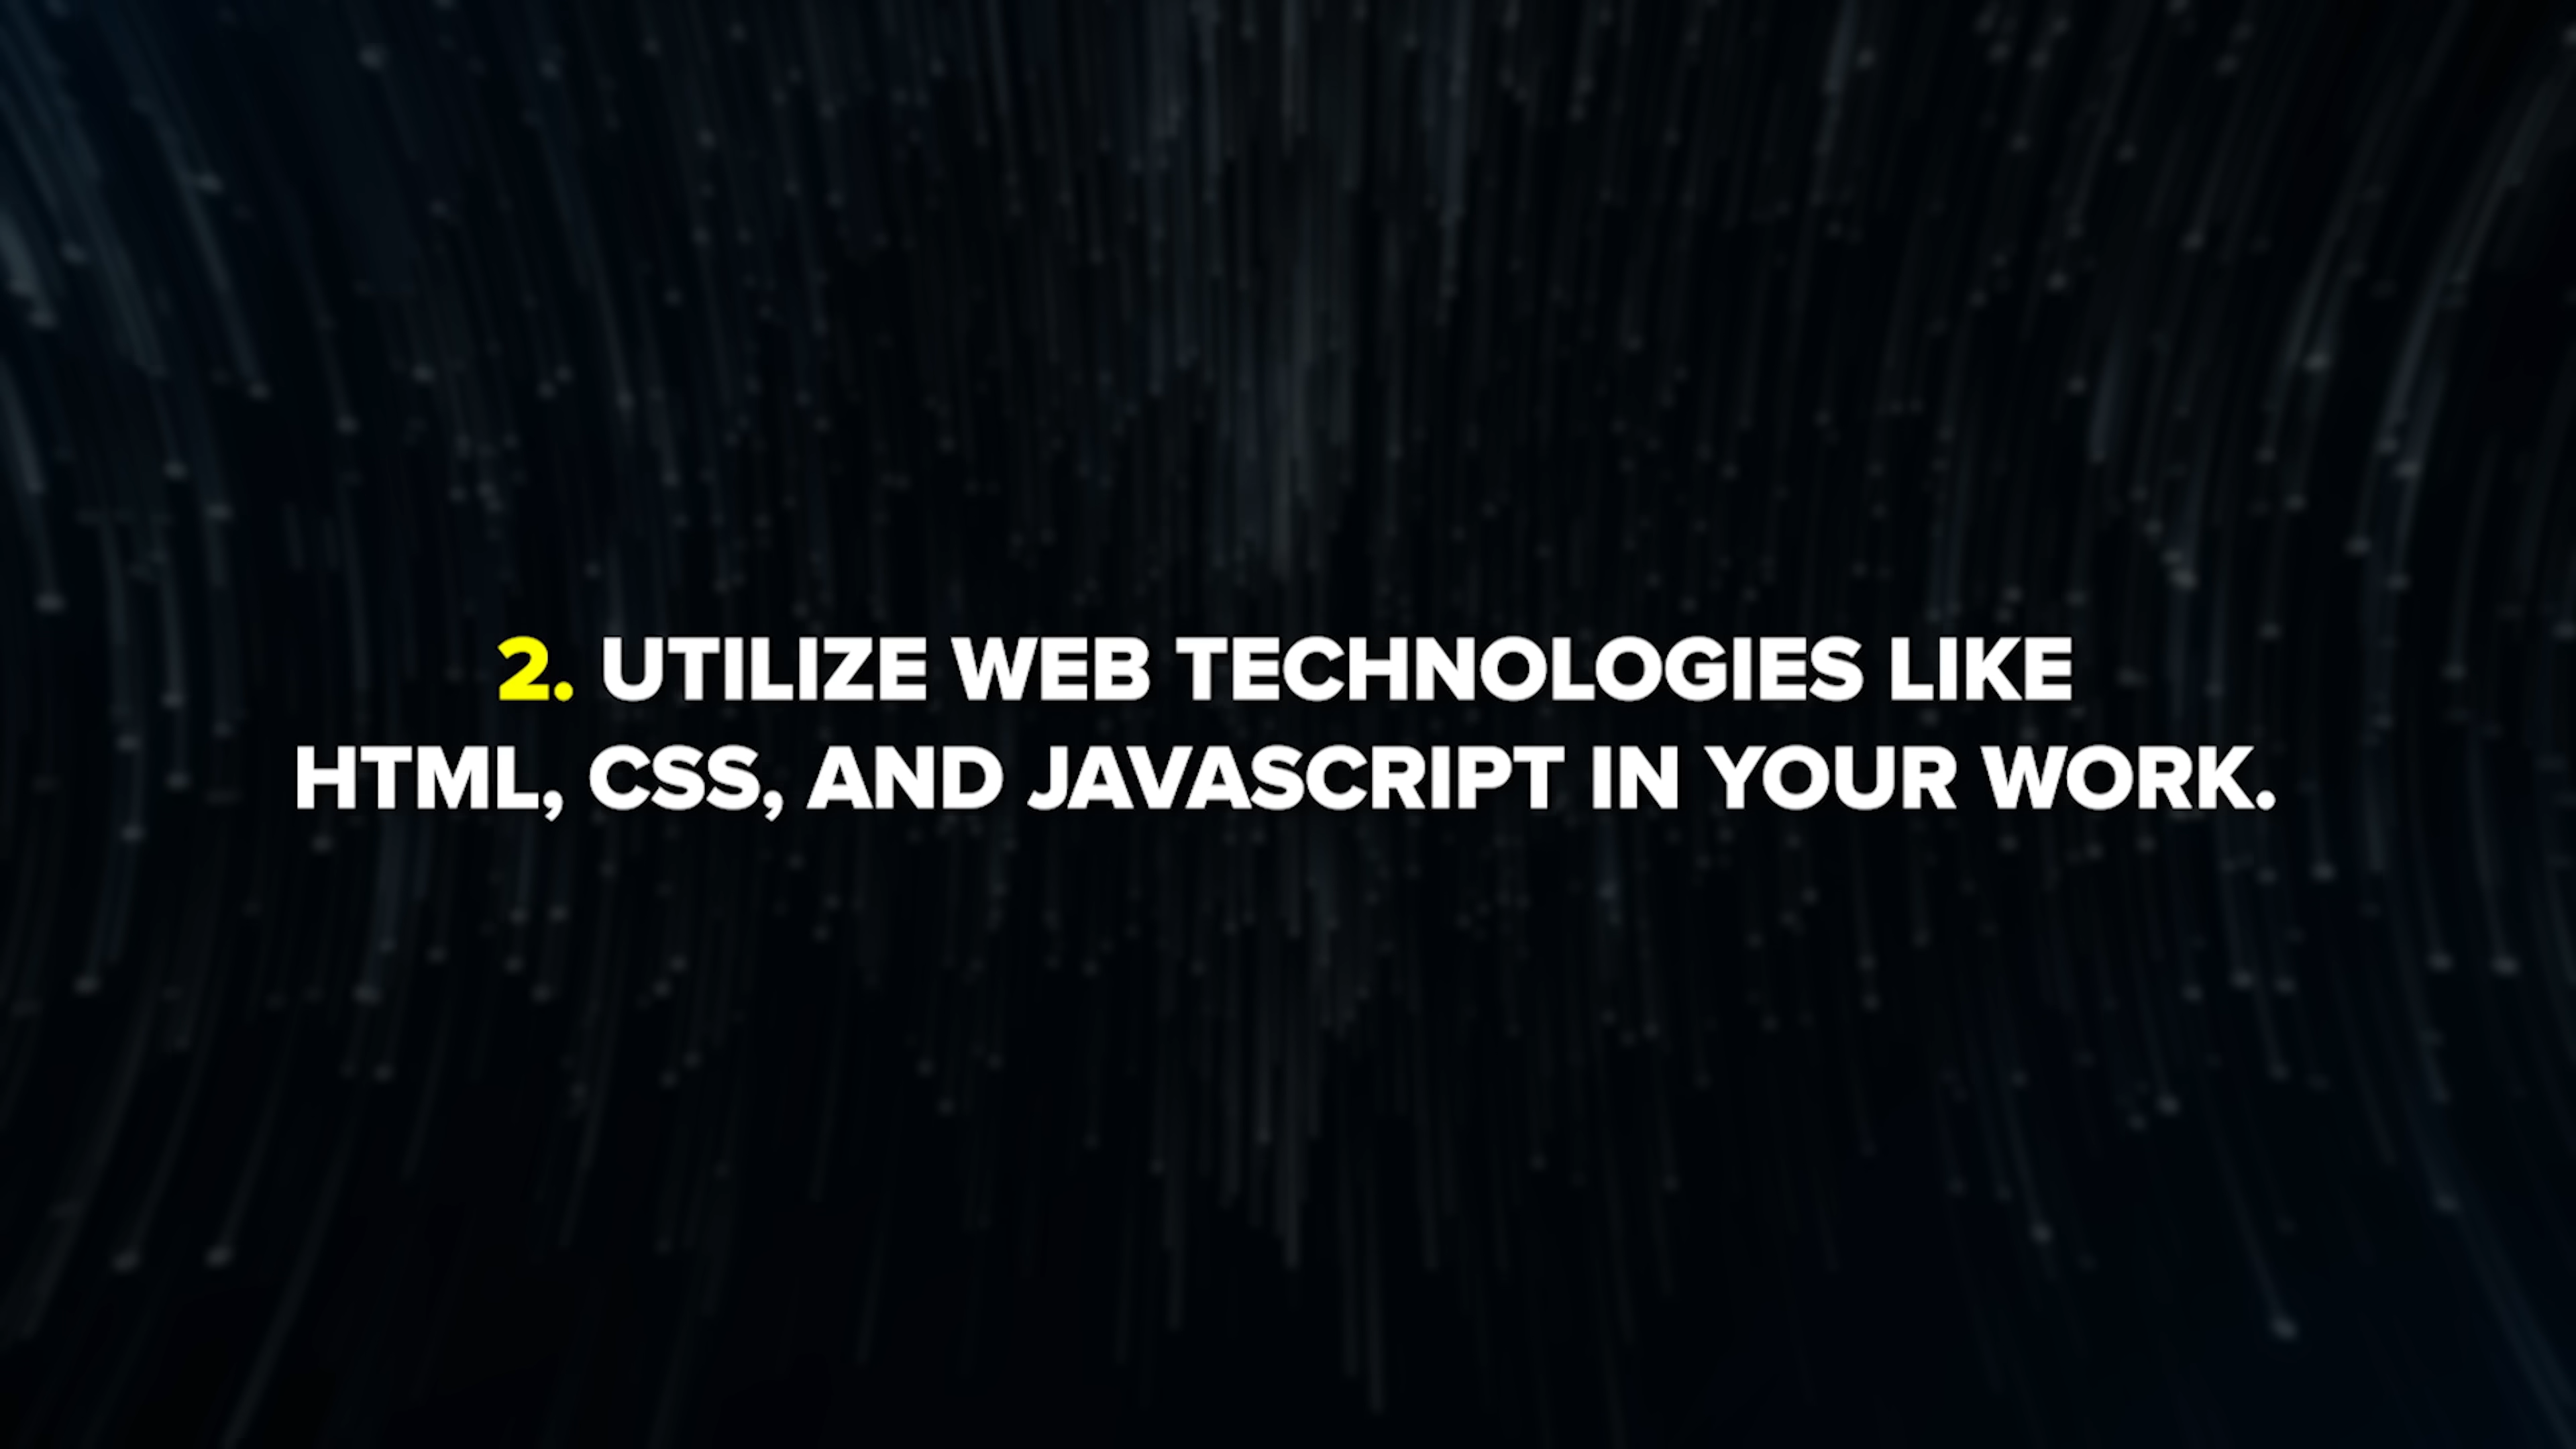 2. UTILIZE WEB TECHNOLOGIES LIKE
HTML, CSS, AND JAVASCRIPT IN YOUR WORK.